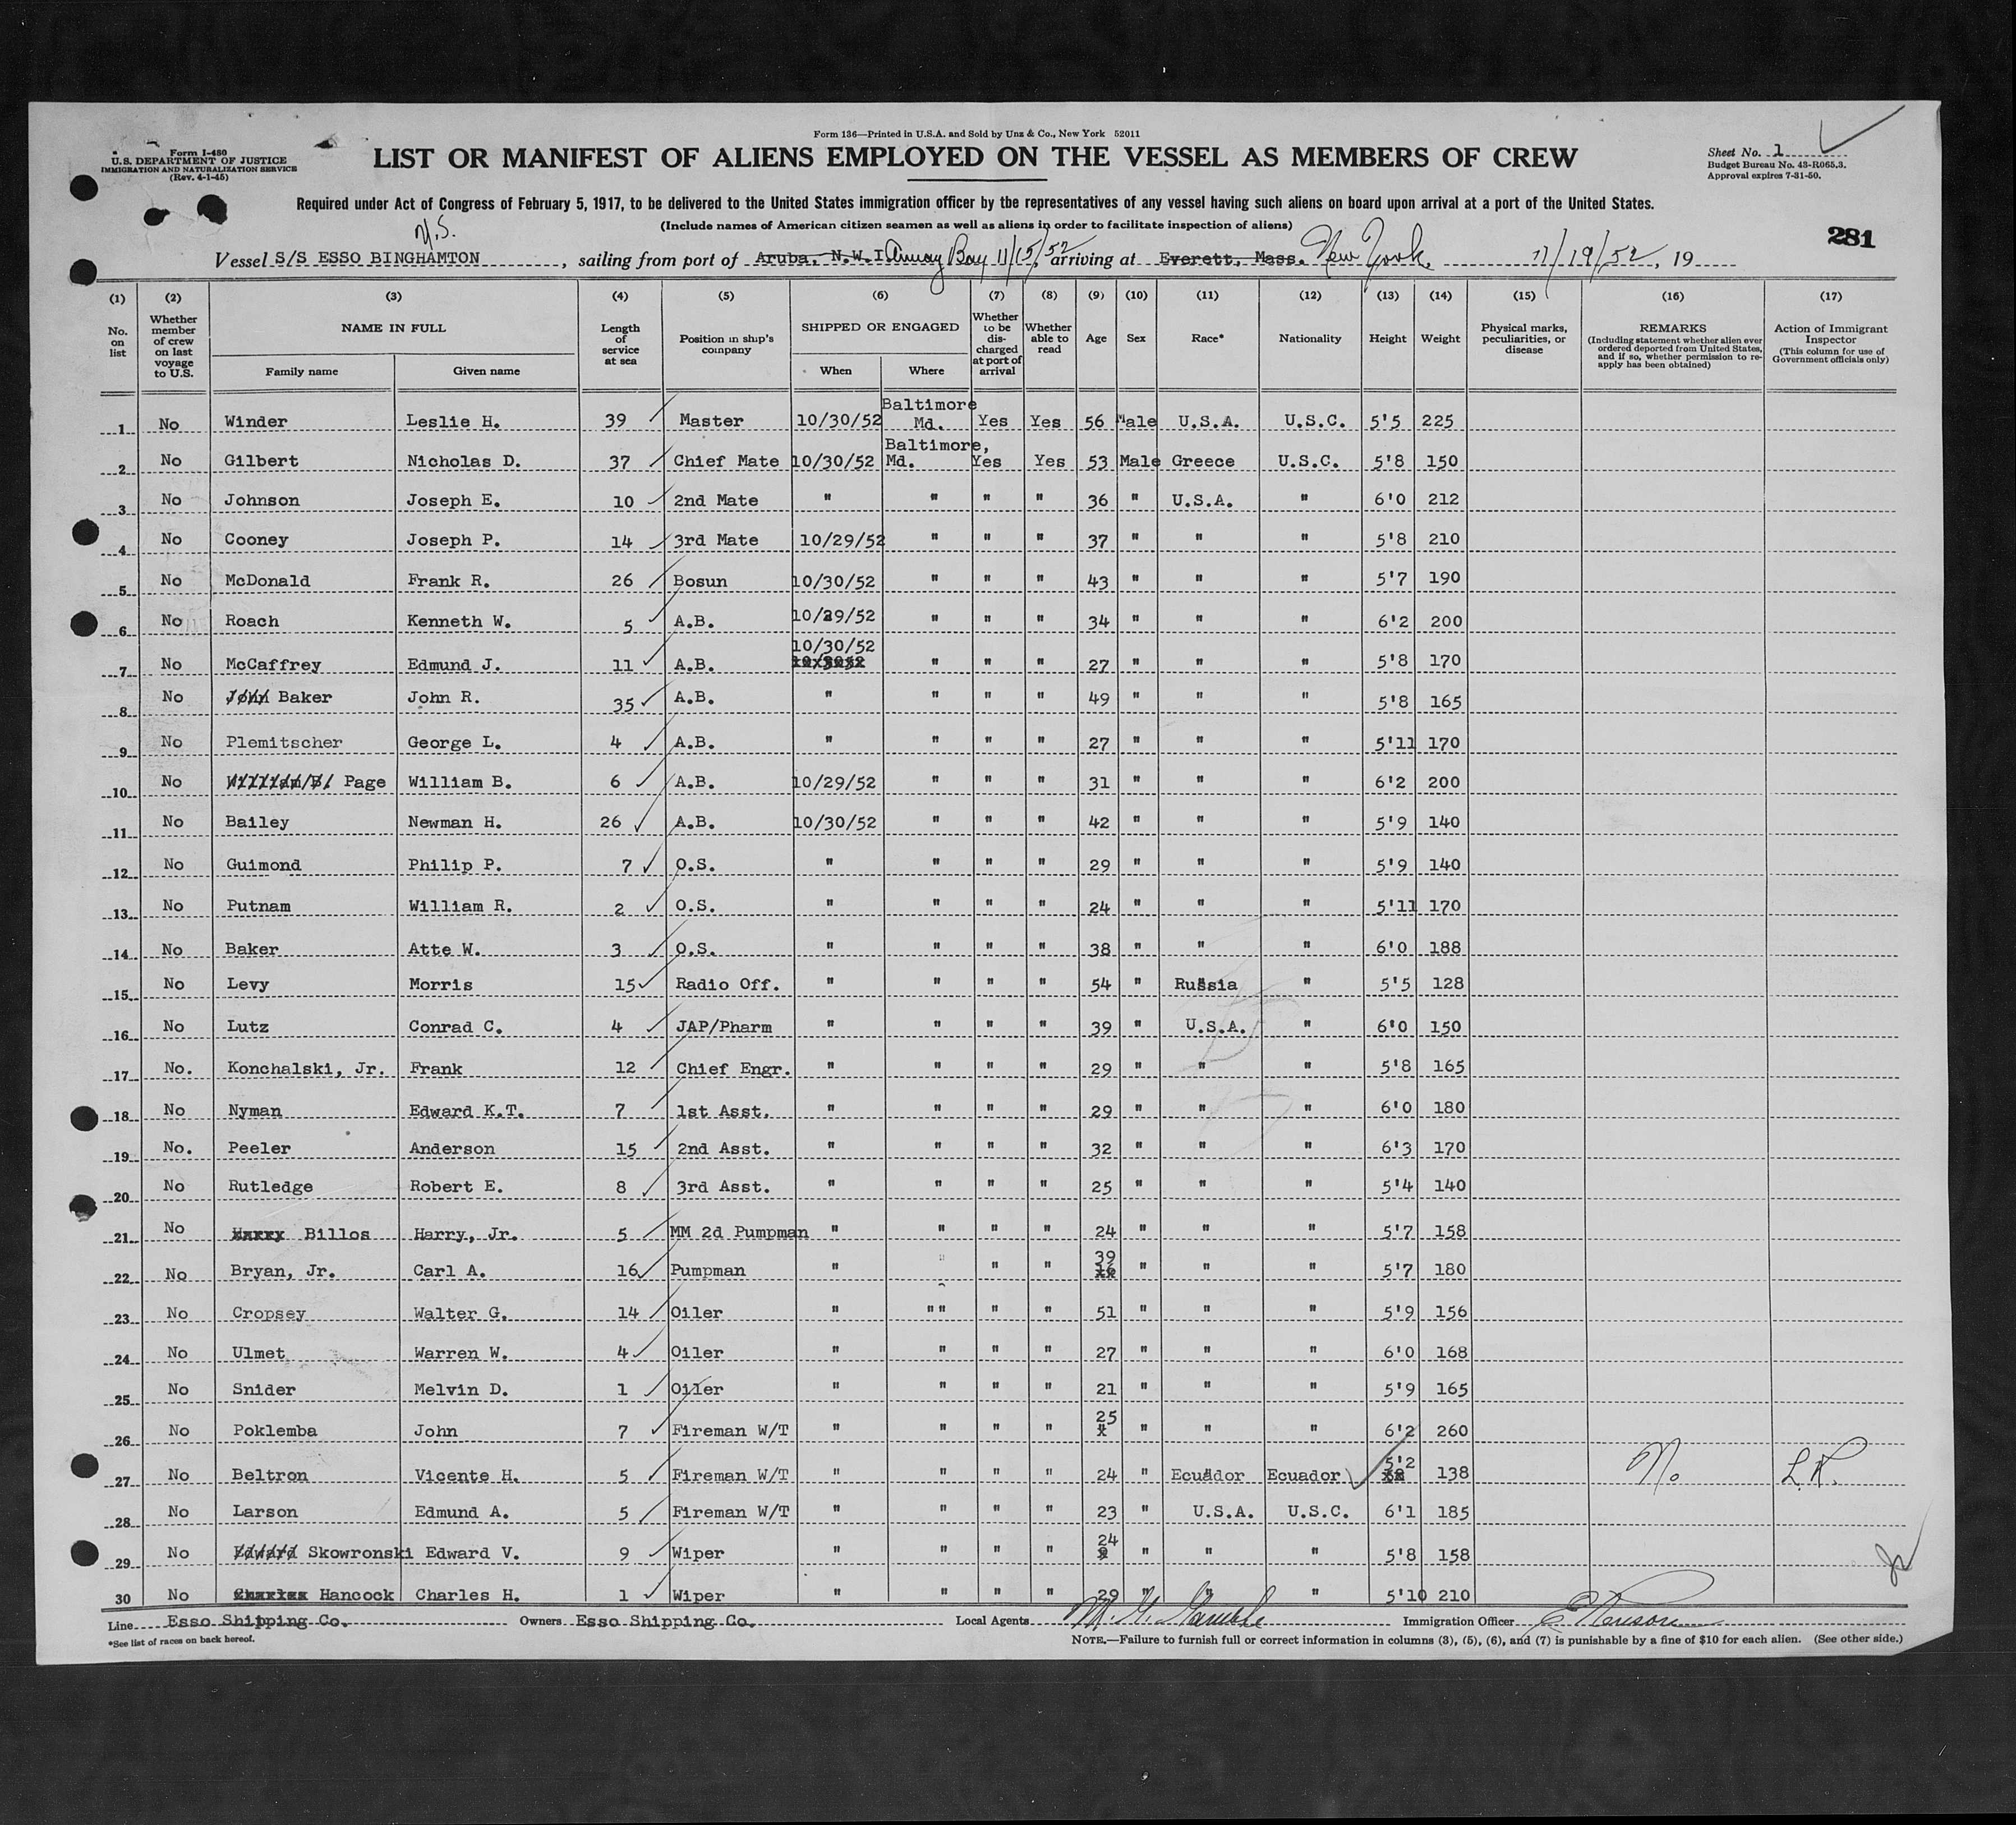 Form 136—Printed in U.S.A. and Sold by Unz & Co., New York 52011
Form I-480
U.S. DEPARTMENT OF JUSTICE
IMMIGRATION AND NATURALIZATION SERVICE
(Rev. 4-1-45)
LIST OR MANIFEST OF ALIENS EMPLOYED ON THE VESSEL AS MEMBERS OF CREW
Sheet No. 1
Budget Bureau No. 43-R065.3.
Approval expires 7-31-50.
Required under Act of Congress of February 5, 1917, to be delivered to the United States immigration officer by the representatives of any vessel having such aliens on board upon arrival at a port of the United States.
(Include names of American citizen seamen as well as aliens in order to facilitate inspection of aliens)
281
Vessel S/S ESSO BINGHAMTON, sailing from port of Aruba, N.W.I Amuay Bay 11/15/52, arriving at Everett, Mass. New York, 11/19/52, 19
(1) (2) (3) (4) (5) (6) (7) (8) (9) (10) (11) (12) (13) (14) (15) (16) (17)
No. on list
Whether member of crew on last voyage to U.S.
NAME IN FULL
Family name Given name
Length of service at sea
Position in ship's company
SHIPPED OR ENGAGED
When Where
Whether to be discharged at port of arrival
Whether able to read
Age Sex Race* Nationality Height Weight
Physical marks, peculiarities, or disease
REMARKS
(Including statement whether alien ever ordered deported from United States, and if so, whether permission to reapply has been obtained)
Action of Immigrant Inspector
(This column for use of Government officials only)
1 No Winder Leslie H. 39 Master 10/30/52 Baltimore Md. Yes Yes 56 Male U.S.A. U.S.C. 5'5 225
2 No Gilbert Nicholas D. 37 Chief Mate 10/30/52 Baltimore, Md. Yes Yes 53 Male Greece U.S.C. 5'8 150
3 No Johnson Joseph E. 10 2nd Mate " " " " 36 " U.S.A. " 6'0 212
4 No Cooney Joseph P. 14 3rd Mate 10/29/52 " " " 37 " " " 5'8 210
5 No McDonald Frank R. 26 Bosun 10/30/52 " " " 43 " " " 5'7 190
6 No Roach Kenneth W. 5 A.B. 10/29/52 " " " 34 " " " 6'2 200
7 No McCaffrey Edmund J. 11 A.B. 10/30/52 " " " 27 " " " 5'8 170
8 No John Baker John R. 35 A.B. " " " " 49 " " " 5'8 165
9 No Plemitscher George L. 4 A.B. " " " " 27 " " " 5'11 170
10 No William B. Page William B. 6 A.B. 10/29/52 " " " 31 " " " 6'2 200
11 No Bailey Newman H. 26 A.B. 10/30/52 " " " 42 " " " 5'9 140
12 No Guimond Philip P. 7 O.S. " " " " 29 " " " 5'9 140
13 No Putnam William R. 2 O.S. " " " " 24 " " " 5'11 170
14 No Baker Atte W. 3 O.S. " " " " 38 " " " 6'0 188
15 No Levy Morris 15 Radio Off. " " " " 54 " Russia " 5'5 128
16 No Lutz Conrad C. 4 JAP/Pharm " " " " 39 " U.S.A. " 6'0 150
17 No. Konchalski, Jr. Frank 12 Chief Engr. " " " " 29 " " " 5'8 165
18 No Nyman Edward K.T. 7 1st Asst. " " " " 29 " " " 6'0 180
19 No. Peeler Anderson 15 2nd Asst. " " " " 32 " " " 6'3 170
20 No Rutledge Robert E. 8 3rd Asst. " " " " 25 " " " 5'4 140
21 No Harry Billos Harry, Jr. 5 MM 2d Pumpman " " " " 24 " " " 5'7 158
22 No Bryan, Jr. Carl A. 16 Pumpman " " " " 39 " " " 5'7 180
23 No Cropsey Walter G. 14 Oiler " " " " " 51 " " " 5'9 156
24 No Ulmet Warren W. 4 Oiler " " " " 27 " " " 6'0 168
25 No Snider Melvin D. 1 Oiler " " " " 21 " " " 5'9 165
26 No Poklemba John 7 Fireman W/T " " " " 25 " " " 6'2 260
27 No Beltron Vicente H. 5 Fireman W/T " " " " 24 " Ecuador Ecuador 5'2 138 No L.R.
28 No Larson Edmund A. 5 Fireman W/T " " " " 23 " U.S.A. U.S.C. 6'1 185
29 No Edward Skowronski Edward V. 9 Wiper " " " " 24 " " " 5'8 158
30 No Charles Hancock Charles H. 1 Wiper " " " " 29 " " " 5'10 210
Line Esso Shipping Co. Owners Esso Shipping Co. Local Agents Immigration Officer
*See list of races on back hereof.
NOTE.—Failure to furnish full or correct information in columns (3), (5), (6), and (7) is punishable by a fine of $10 for each alien. (See other side.)